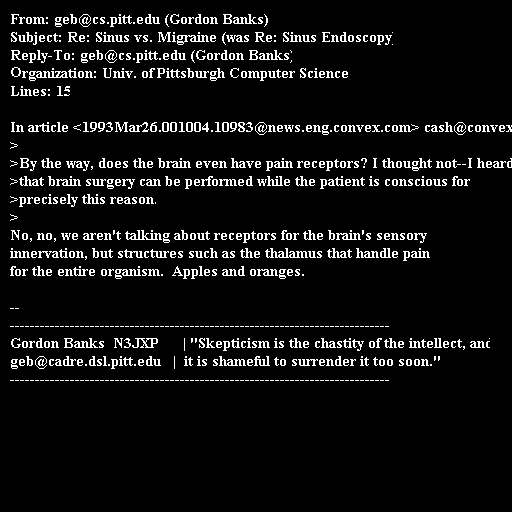 From: geb@cs.pitt.edu (Gordon Banks)
Subject: Re: Sinus vs. Migraine (was Re: Sinus Endoscopy)
Reply-To: geb@cs.pitt.edu (Gordon Banks)
Organization: Univ. of Pittsburgh Computer Science
Lines: 15

In article <1993Mar26.001004.10983@news.eng.convex.com> cash@convex
>
>By the way, does the brain even have pain receptors? I thought not--I heard
>that brain surgery can be performed while the patient is conscious for
>precisely this reason.
>
No, no, we aren't talking about receptors for the brain's sensory
innervation, but structures such as the thalamus that handle pain
for the entire organism.  Apples and oranges.

--
----------------------------------------------------------------------------
Gordon Banks  N3JXP      | "Skepticism is the chastity of the intellect, and
geb@cadre.dsl.pitt.edu   |  it is shameful to surrender it too soon."
----------------------------------------------------------------------------